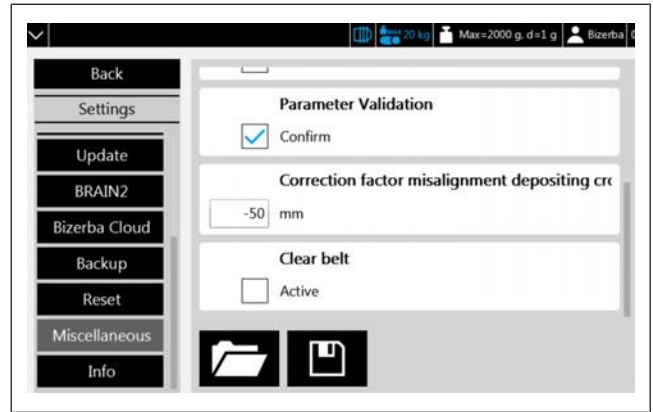 20 kg Max=2000 g, d=1 g Bizerba
Back
Settings
Update
BRAIN2
Bizerba Cloud
Backup
Reset
Miscellaneous
Info
Parameter Validation
Confirm
Correction factor misalignment depositing
-50 mm
Clear belt
Active